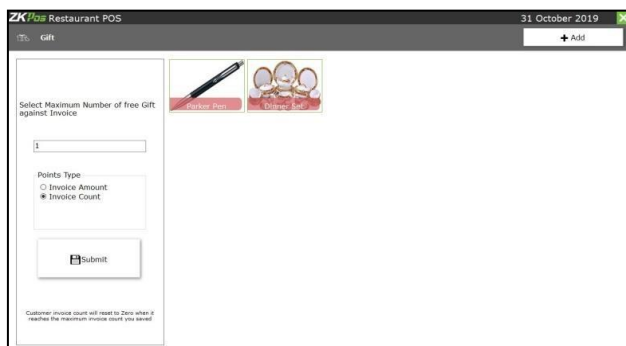 ZKPos Restaurant POS
31 October 2019
X
Gift
+ Add
Select Maximum Number of free Gift
against Invoice
1
Points Type
Invoice Amount
Invoice Count
Submit
Customer invoice count will reset to Zero when it
reaches the maximum invoice count you saved
Parker Pen
Dinner Set